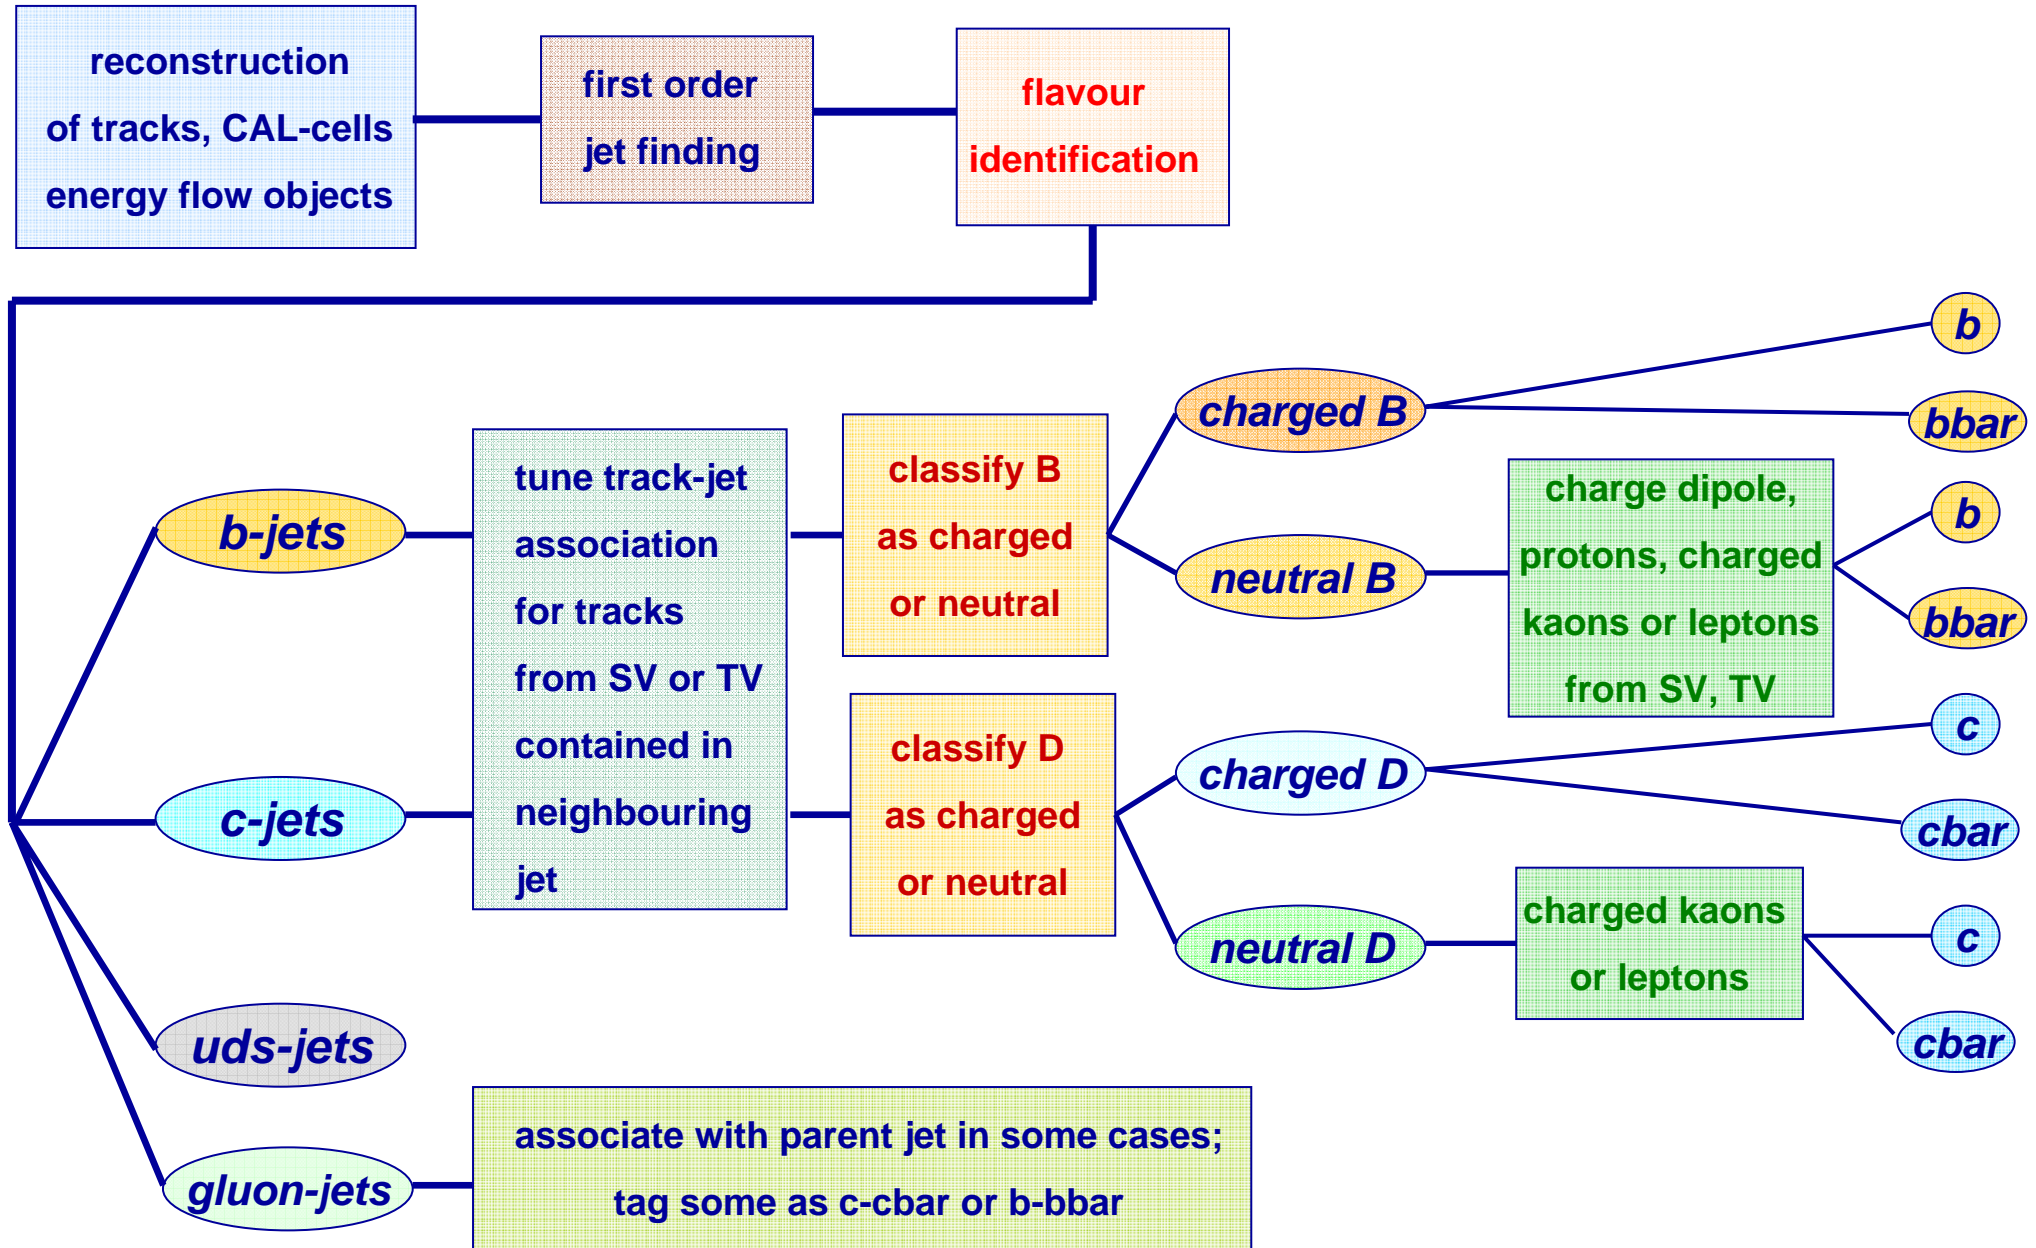 reconstruction
of tracks, CAL-cells
energy flow objects
first order
jet finding
flavour
identification
b-jets
c-jets
uds-jets
gluon-jets
tune track-jet
association
for tracks
from SV or TV
contained in
neighbouring
jet
classify B
as charged
or neutral
classify D
as charged
or neutral
charged B
neutral B
charge dipole,
protons, charged
kaons or leptons
from SV, TV
b
bbar
b
bbar
charged D
neutral D
charged kaons
or leptons
c
cbar
c
cbar
associate with parent jet in some cases;
tag some as c-cbar or b-bbar